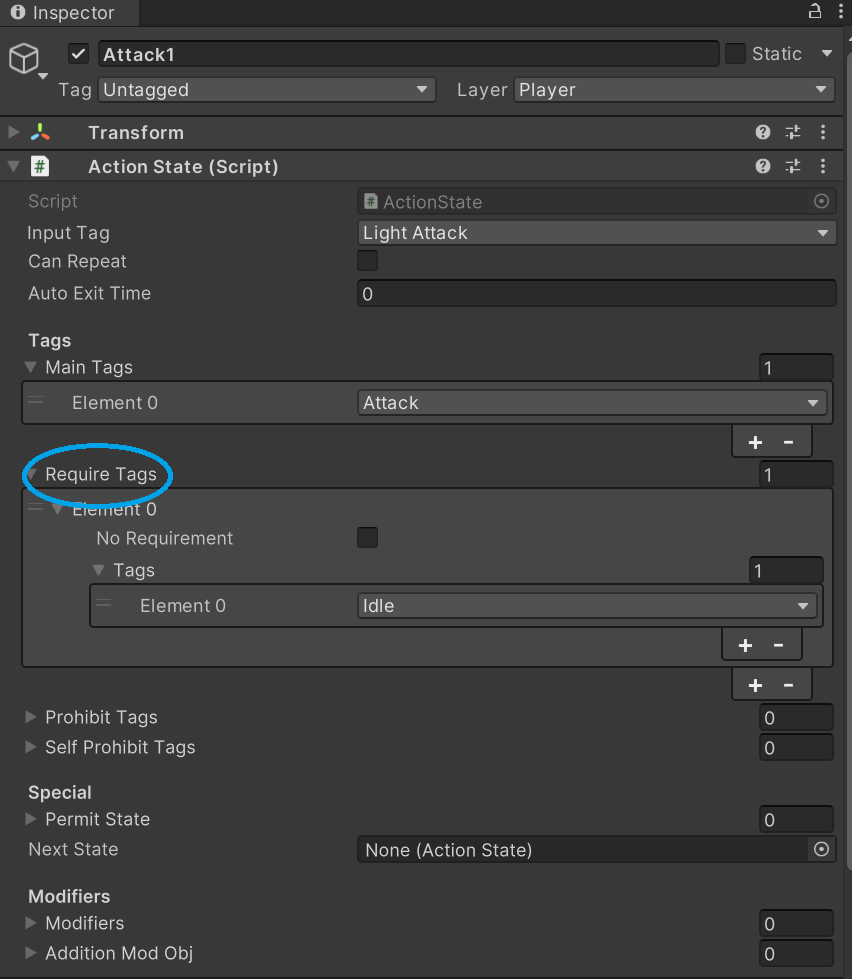 Inspector
Attack1
Static
Tag Untagged Layer Player
Transform
# Action State (Script)
Script # ActionState
Input Tag Light Attack
Can Repeat
Auto Exit Time 0
Tags
Main Tags 1
Element 0 Attack
+ -
Require Tags 1
Element 0
No Requirement
Tags 1
Element 0 Idle
+ -
+ -
Prohibit Tags 0
Self Prohibit Tags 0
Special
Permit State 0
Next State None (Action State)
Modifiers
Modifiers 0
Addition Mod Obj 0